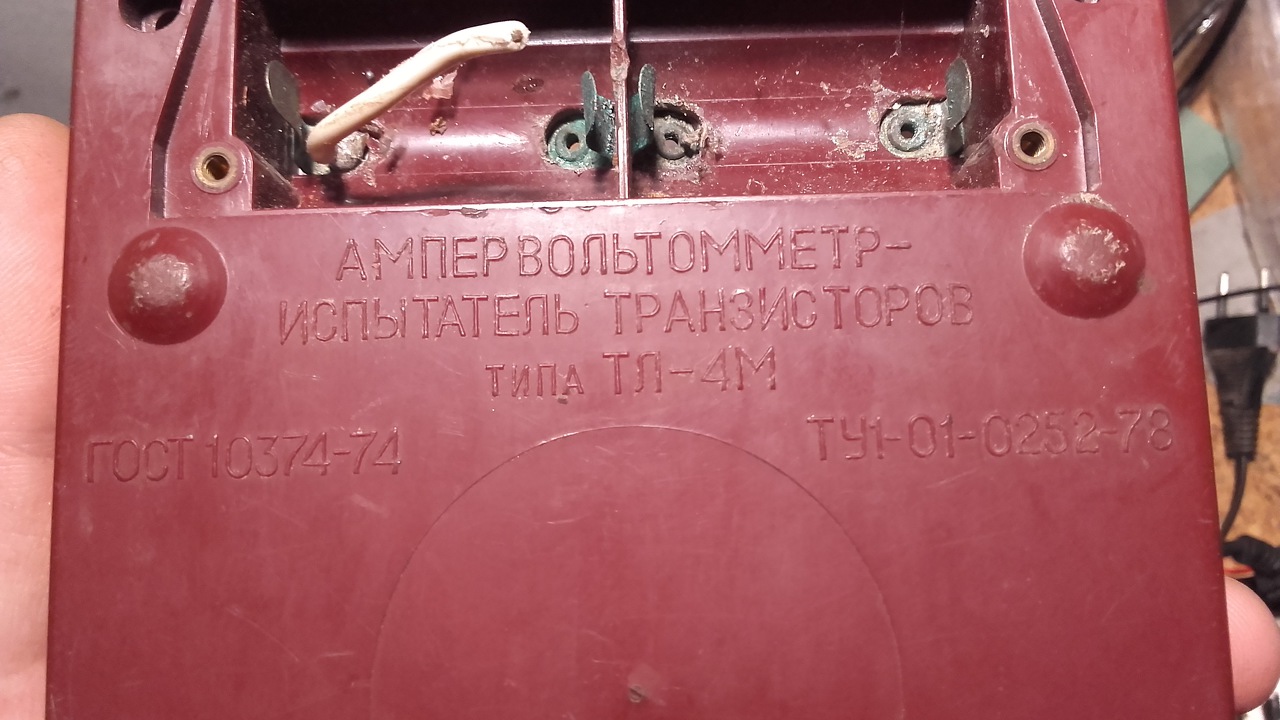 АМПЕРВОЛЬТОММЕТР-
ИСПЫТАТЕЛЬ ТРАНЗИСТОРОВ
ТИПА ТЛ-4М
ГОСТ 10374-74
ТУ1-01-0252-78